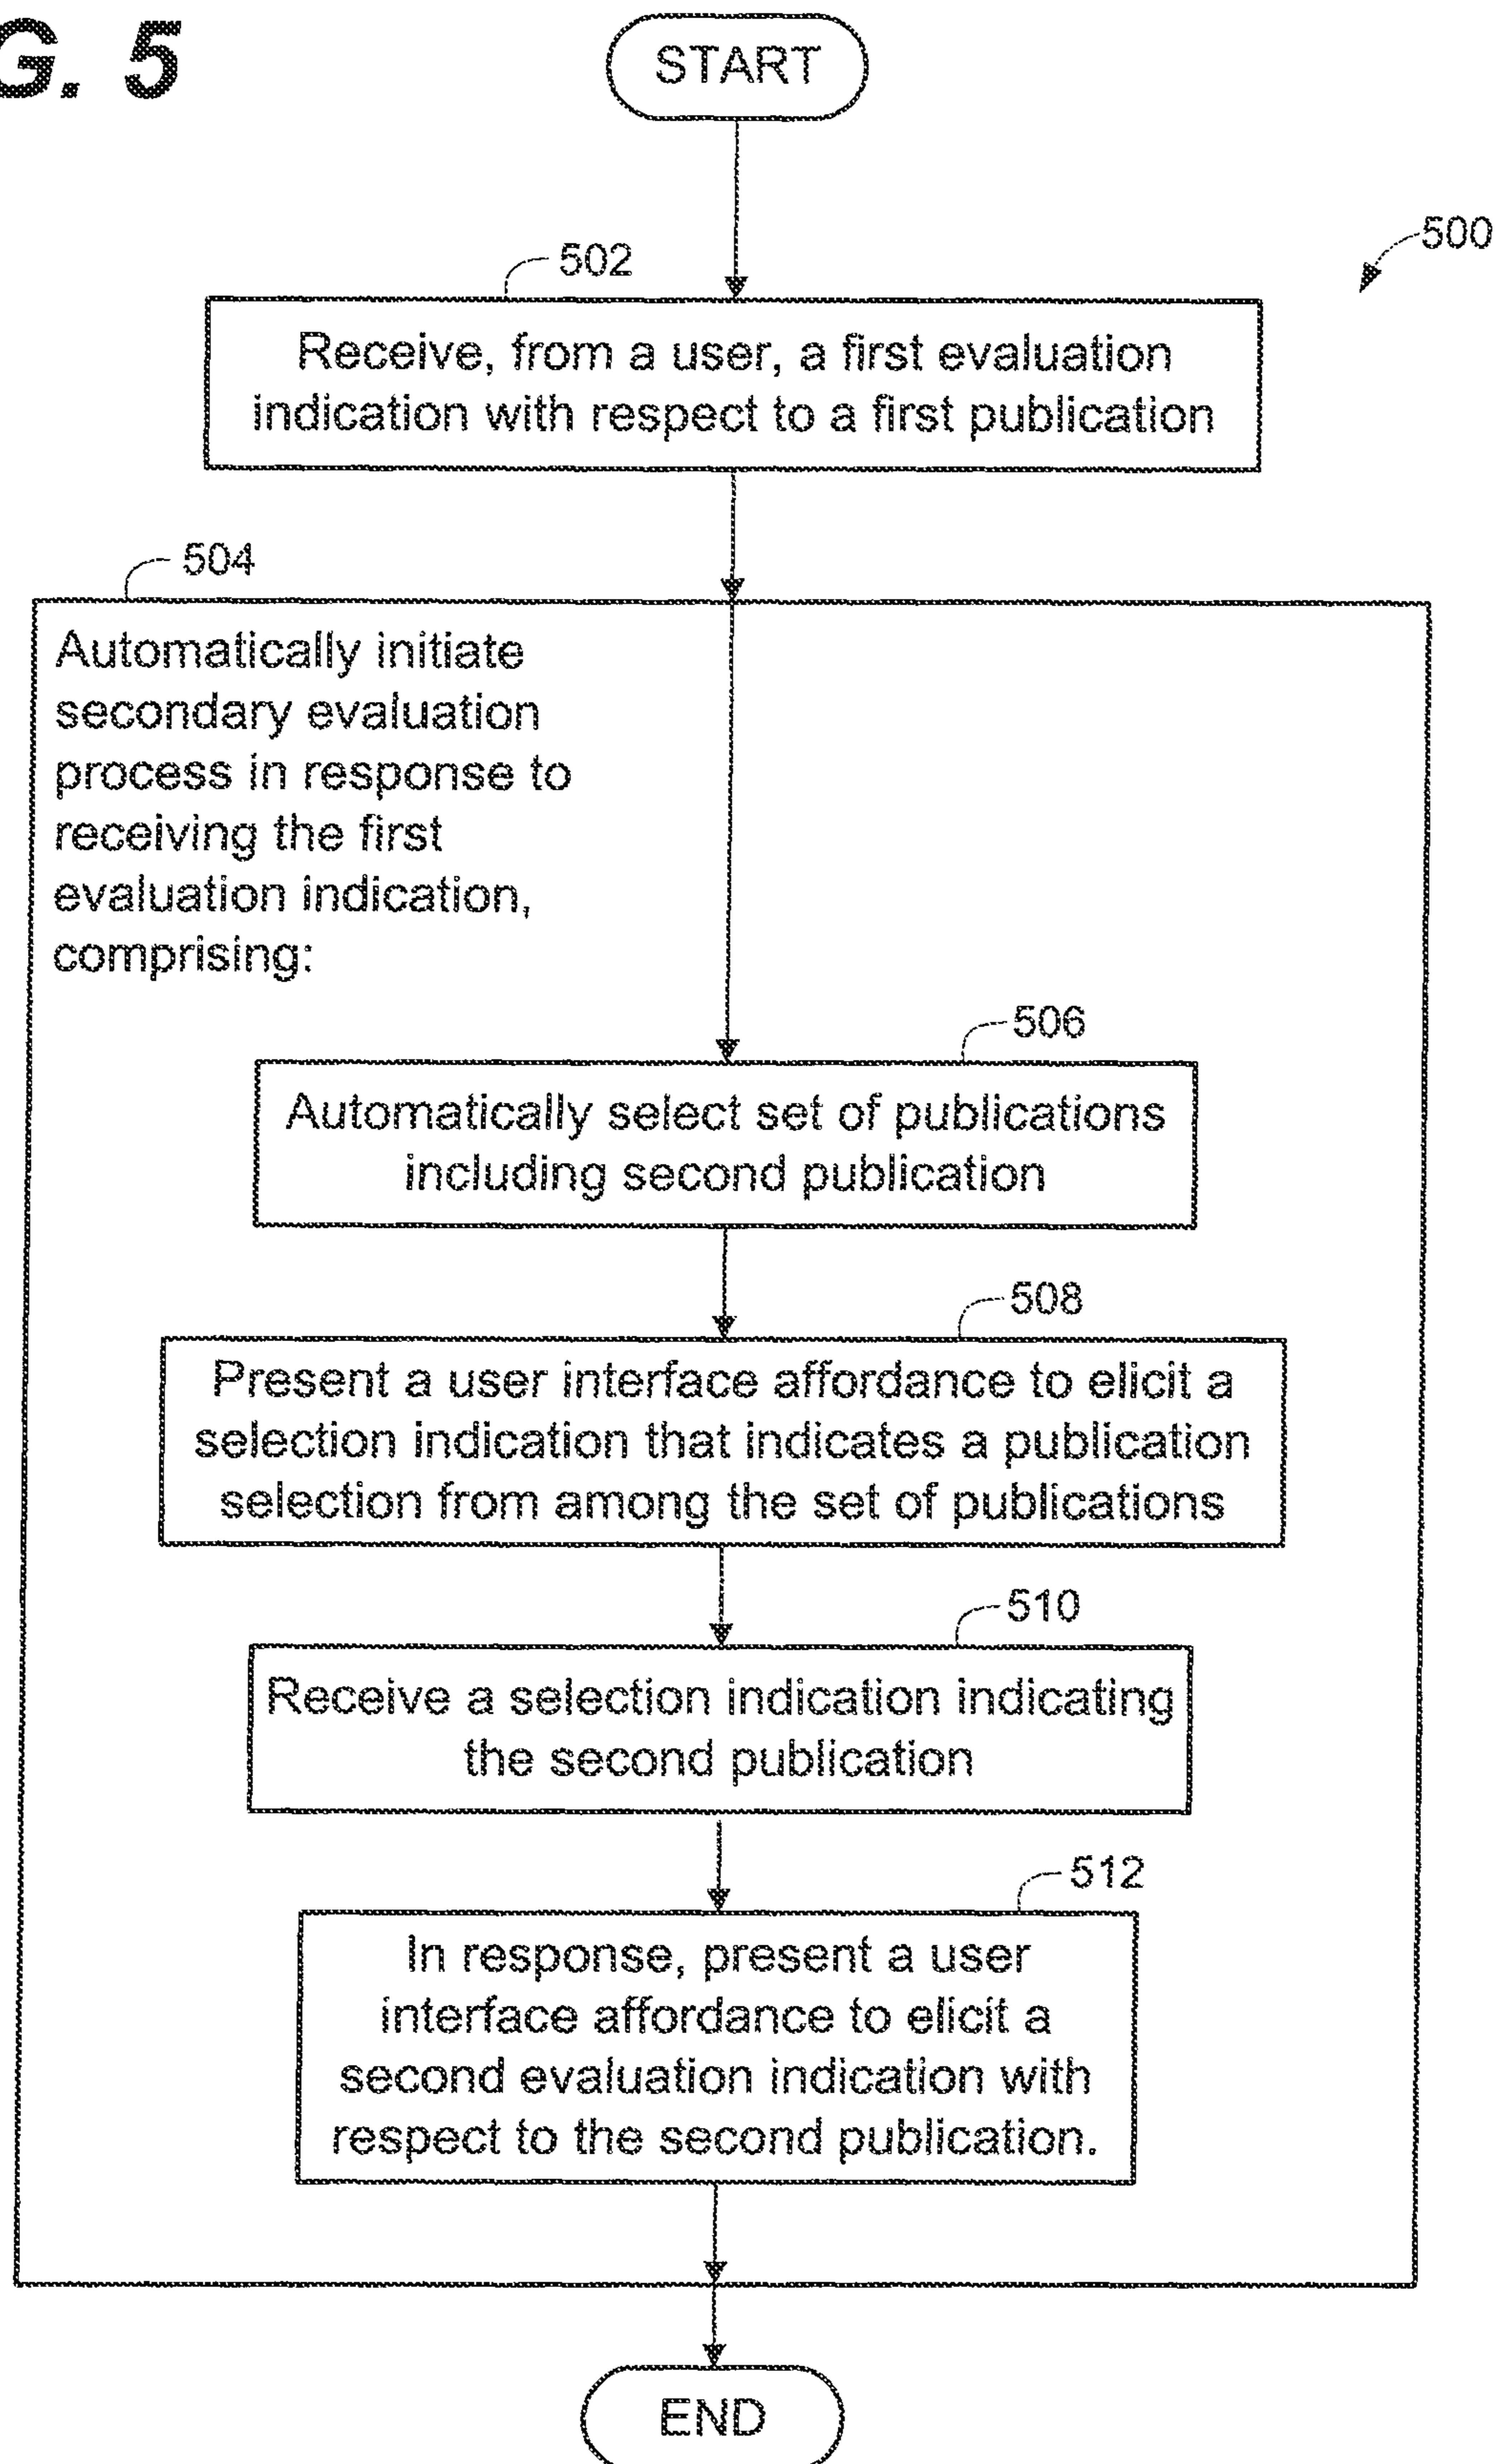 G. 5
START
500
502
Receive, from a user, a first evaluation
indication with respect to a first publication
504
Automatically initiate
secondary evaluation
process in response to
receiving the first
evaluation indication,
comprising:
506
Automatically select set of publications
including second publication
508
Present a user interface affordance to elicit a
selection indication that indicates a publication
selection from among the set of publications
510
Receive a selection indication indicating
the second publication
512
In response, present a user
interface affordance to elicit a
second evaluation indication with
respect to the second publication.
END